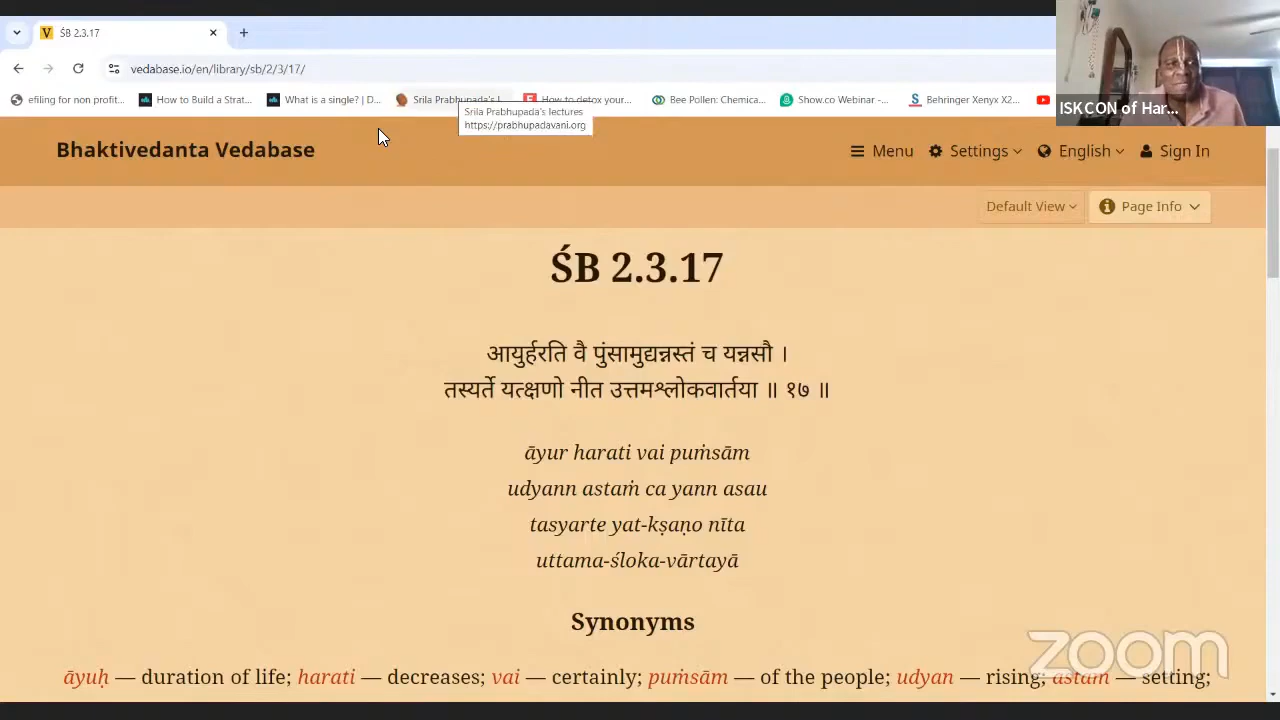 ŚB 2.3.17
vedabase.io/en/library/sb/2/3/17/
efiling for non profit...
How to Build a Strat...
What is a single? | D...
Srila Prabhupada's l...
How to detox your...
Bee Pollen: Chemica...
Show.co Webinar -...
Behringer Xenyx X2...
Srila Prabhupada's lectures
https://prabhupadavani.org
ISKCON of Har...
Bhaktivedanta Vedabase
Menu Settings English Sign In
Default View Page Info
ŚB 2.3.17
आयुर्हरति वै पुंसामुद्यन्नस्तं च यन्नसौ ।
तस्यर्ते यत्क्षणो नीत उत्तमश्लोकवार्तया ॥ १७ ॥
āyur harati vai puṁsām
udyann astaṁ ca yann asau
tasyarte yat-kṣaṇo nīta
uttama-śloka-vārtayā
Synonyms
āyuḥ — duration of life; harati — decreases; vai — certainly; puṁsām — of the people; udyan — rising; astam — setting;
zoom